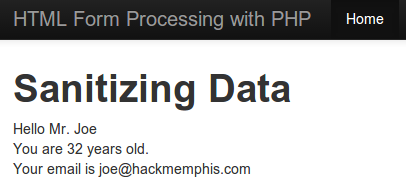 HTML Form Processing with PHP Home
Sanitizing Data
Hello Mr. Joe
You are 32 years old.
Your email is joe@hackmemphis.com